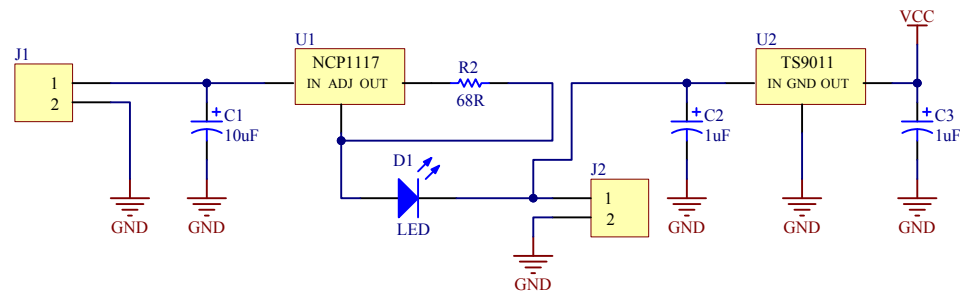 VCC
J1
1
2
GND
C1
10uF
GND
U1
NCP1117
IN ADJ OUT
R2
68R
D1
LED
J2
1
2
GND
C2
1uF
GND
U2
TS9011
IN GND OUT
GND
C3
1uF
GND